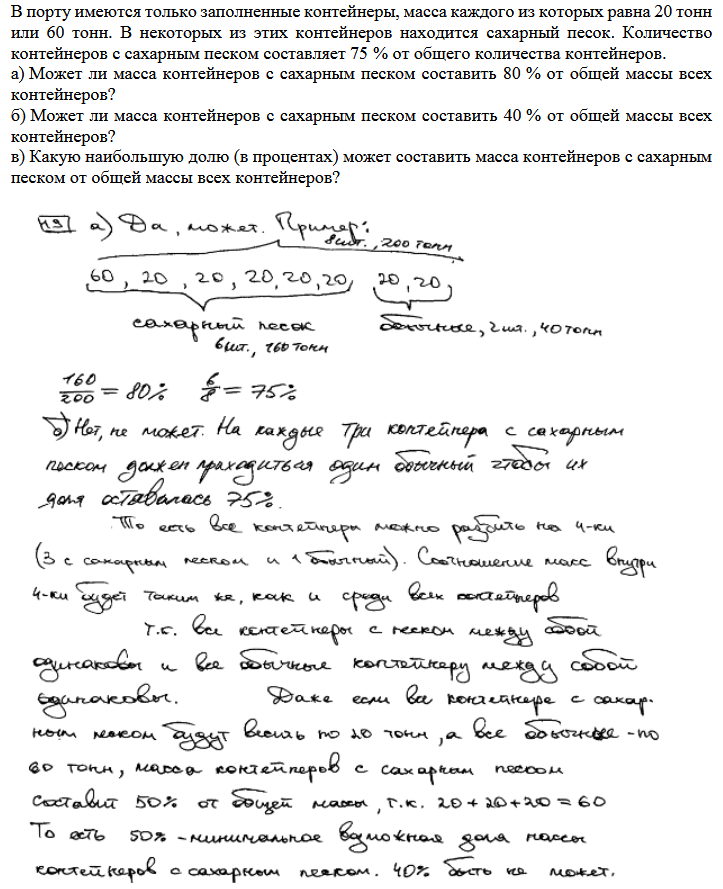 В порту имеются только заполненные контейнеры, масса каждого из которых равна 20 тонн
или 60 тонн. В некоторых из этих контейнеров находится сахарный песок. Количество
контейнеров с сахарным песком составляет 75 % от общего количества контейнеров.
а) Может ли масса контейнеров с сахарным песком составить 80 % от общей массы всех
контейнеров?
б) Может ли масса контейнеров с сахарным песком составить 40 % от общей массы всех
контейнеров?
в) Какую наибольшую долю (в процентах) может составить масса контейнеров с сахарным
песком от общей массы всех контейнеров?
19 а) Да, может. Пример:
8шт., 200 тонн
60, 20, 20, 20, 20, 20, 20, 20,
сахарный песок обычные, 2 шт., 40 тонн
6шт., 160 тонн
160/200 = 80% 6/8 = 75%
б) Нет, не может. На каждые три контейнера с сахарным
песком должен приходиться один обычный чтобы их
доля оставалась 75%.
То есть все контейнеры можно разбить на 4-ки
(3 с сахарным песком и 1 обычный). Соотношение масс внутри
4-ки будет таким же, как и среди всех контейнеров
т.к. все контейнеры с песком между собой
одинаковы и все обычные контейнеру между собой
одинаковы. Даже если все контейнере с сахар-
ным песком будут весить по 20 тонн, а все обычные - по
60 тонн, масса контейнеров с сахарным песком
составит 50% от общей массы, т.к. 20 + 20 + 20 = 60
То есть 50% - минимальное возможная доля массы
контейнеров с сахарным песком. 40% быть не может.